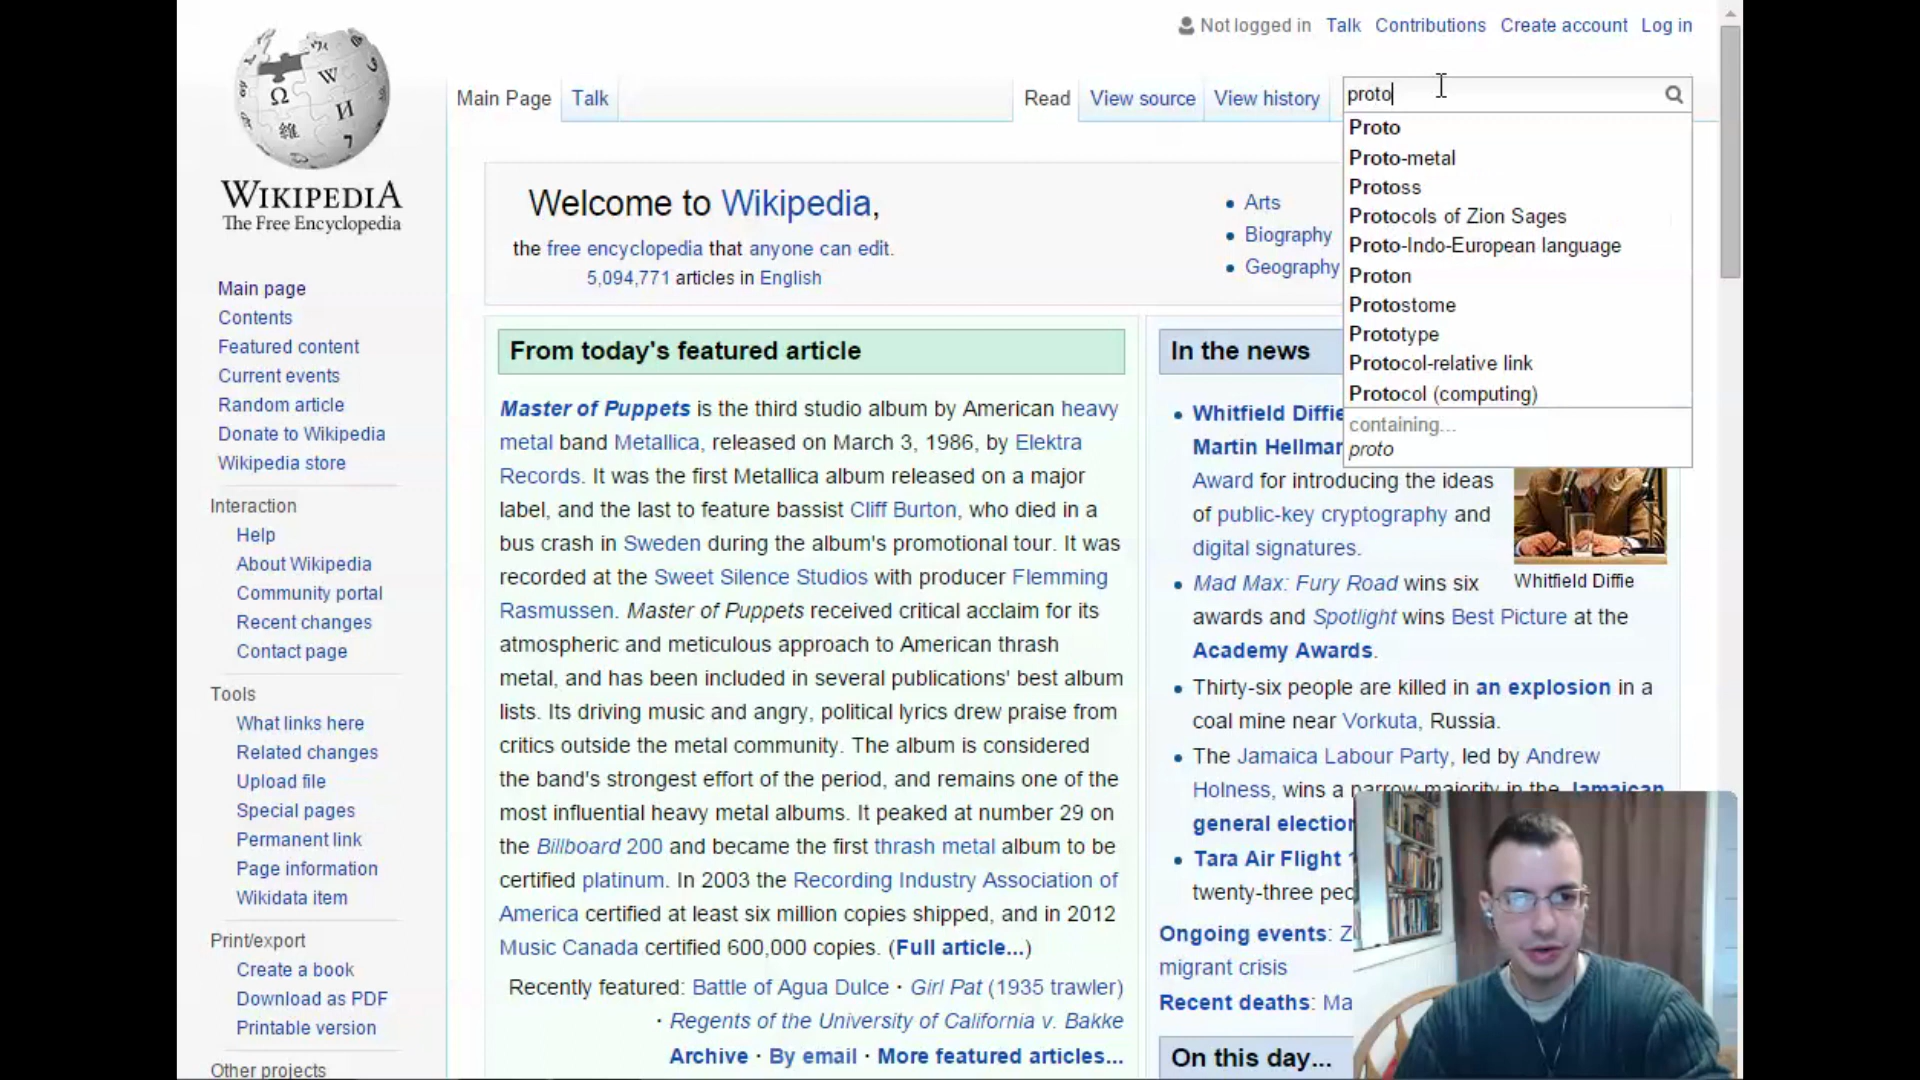 Not logged in Talk Contributions Create account Log in
Main Page Talk Read View source View history proto
Proto
Proto-metal
Protoss
Protocols of Zion Sages
Proto-Indo-European language
Proton
Protostome
Prototype
Protocol-relative link
Protocol (computing)
containing...
proto
WIKIPEDIA
The Free Encyclopedia
Main page
Contents
Featured content
Current events
Random article
Donate to Wikipedia
Wikipedia store
Interaction
Help
About Wikipedia
Community portal
Recent changes
Contact page
Tools
What links here
Related changes
Upload file
Special pages
Permanent link
Page information
Wikidata item
Print/export
Create a book
Download as PDF
Printable version
Other projects
Welcome to Wikipedia,
the free encyclopedia that anyone can edit.
5,094,771 articles in English
Arts
Biography
Geography
From today's featured article
Master of Puppets is the third studio album by American heavy
metal band Metallica, released on March 3, 1986, by Elektra
Records. It was the first Metallica album released on a major
label, and the last to feature bassist Cliff Burton, who died in a
bus crash in Sweden during the album's promotional tour. It was
recorded at the Sweet Silence Studios with producer Flemming
Rasmussen. Master of Puppets received critical acclaim for its
atmospheric and meticulous approach to American thrash
metal, and has been included in several publications' best album
lists. Its driving music and angry, political lyrics drew praise from
critics outside the metal community. The album is considered
the band's strongest effort of the period, and remains one of the
most influential heavy metal albums. It peaked at number 29 on
the Billboard 200 and became the first thrash metal album to be
certified platinum. In 2003 the Recording Industry Association of
America certified at least six million copies shipped, and in 2012
Music Canada certified 600,000 copies. (Full article...)
Recently featured: Battle of Agua Dulce · Girl Pat (1935 trawler)
· Regents of the University of California v. Bakke
Archive · By email · More featured articles...
In the news
Whitfield Diffie
Martin Hellman
Award for introducing the ideas
of public-key cryptography and
digital signatures.
Whitfield Diffie
Mad Max: Fury Road wins six
awards and Spotlight wins Best Picture at the
Academy Awards.
Thirty-six people are killed in an explosion in a
coal mine near Vorkuta, Russia.
The Jamaica Labour Party, led by Andrew
Holness, wins a narrow majority in the Jamaican
general election
Tara Air Flight
twenty-three
Ongoing events:
migrant crisis
Recent deaths:
On this day...